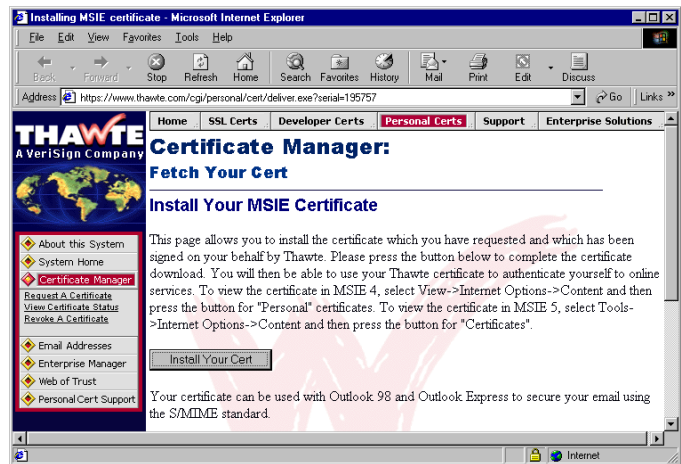 Installing MSIE certificate - Microsoft Internet Explorer
File Edit View Favorites Tools Help
Back Forward Stop Refresh Home Search Favorites History Mail Print Edit Discuss
Address https://www.thawte.com/cgi/personal/cert/deliver.exe?serial=195757 Go Links »
Home SSL Certs Developer Certs Personal Certs Support Enterprise Solutions
THAWTE
A VeriSign Company
Certificate Manager:
Fetch Your Cert
Install Your MSIE Certificate
About this System
System Home
Certificate Manager
Request A Certificate
View Certificate Status
Revoke A Certificate
Email Addresses
Enterprise Manager
Web of Trust
Personal Cert Support
This page allows you to install the certificate which you have requested and which has been
signed on your behalf by Thawte. Please press the button below to complete the certificate
download. You will then be able to use your Thawte certificate to authenticate yourself to online
services. To view the certificate in MSIE 4, select View->Internet Options->Content and then
press the button for "Personal" certificates. To view the certificate in MSIE 5, select Tools-
>Internet Options->Content and then press the button for "Certificates".
Install Your Cert
Your certificate can be used with Outlook 98 and Outlook Express to secure your email using
the S/MIME standard.
Internet